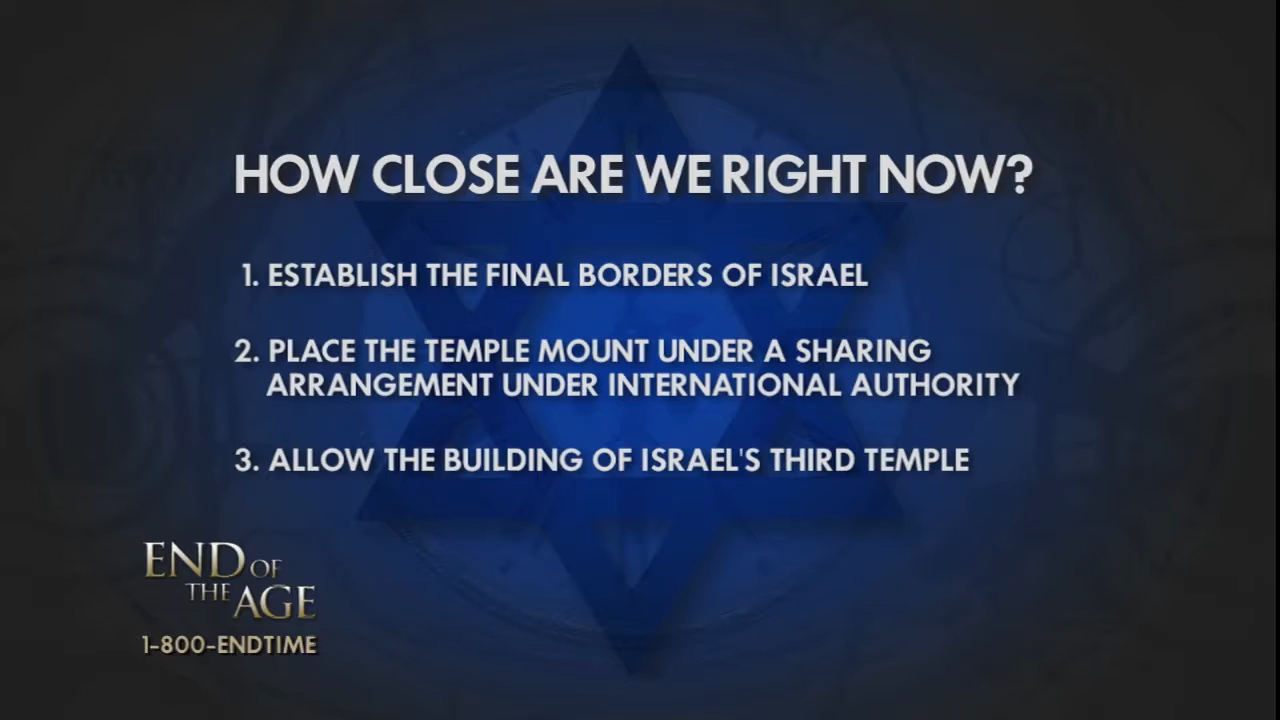 HOW CLOSE ARE WE RIGHT NOW?
1. ESTABLISH THE FINAL BORDERS OF ISRAEL
2. PLACE THE TEMPLE MOUNT UNDER A SHARING
ARRANGEMENT UNDER INTERNATIONAL AUTHORITY
3. ALLOW THE BUILDING OF ISRAEL'S THIRD TEMPLE
END OF
THE AGE
1-800-ENDTIME